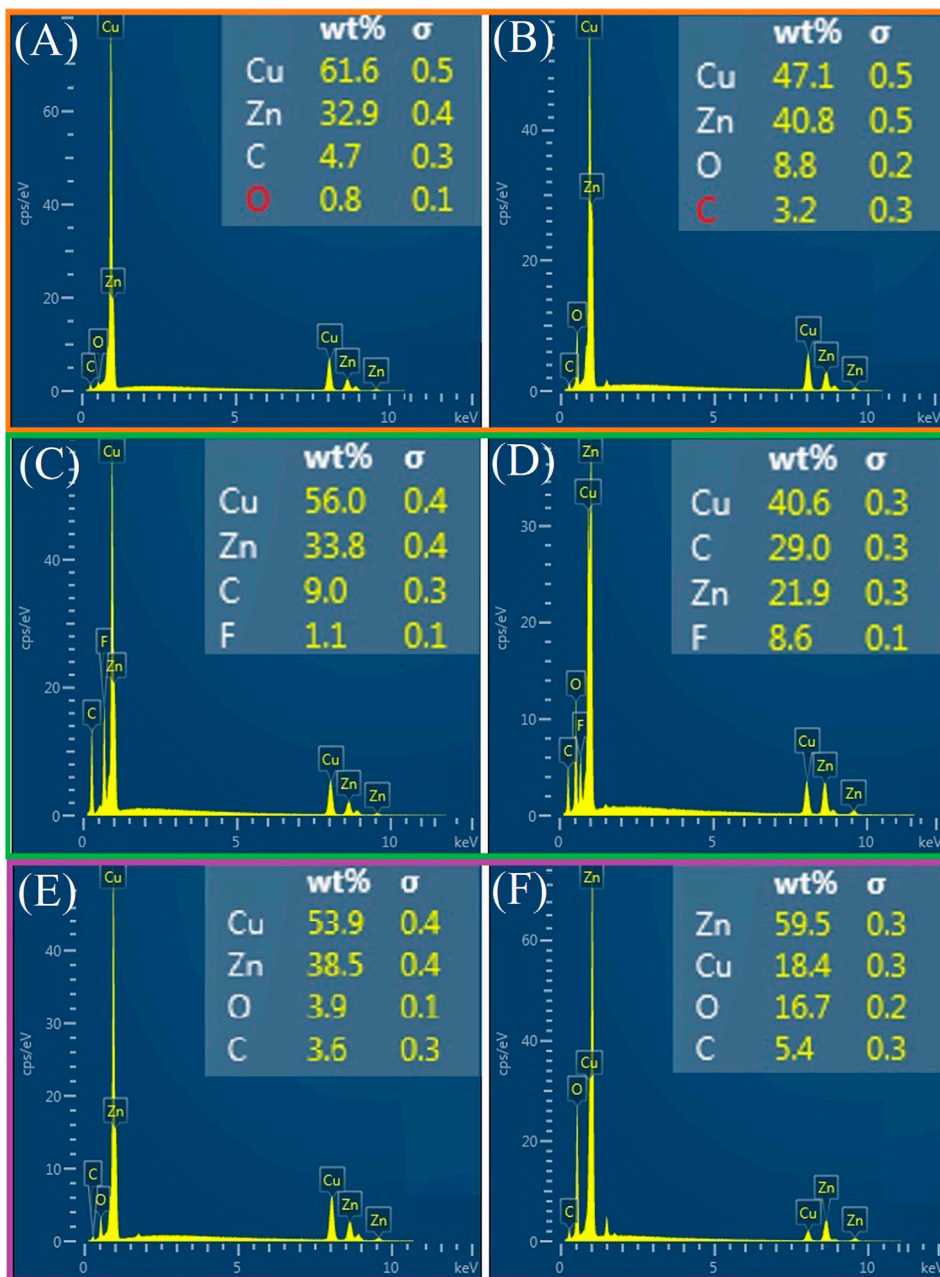 (A)
wt% σ
Cu 61.6 0.5
Zn 32.9 0.4
C 4.7 0.3
O 0.8 0.1
Cu
Zn
O
C
Cu
Zn
Zn
cps/eV
60
40
20
0
0 5 10 keV
(B)
wt% σ
Cu 47.1 0.5
Zn 40.8 0.5
O 8.8 0.2
C 3.2 0.3
Cu
Zn
O
C
Cu
Zn
Zn
cps/eV
40
20
0
0 5 10 keV
(C)
wt% σ
Cu 56.0 0.4
Zn 33.8 0.4
C 9.0 0.3
F 1.1 0.1
Cu
F
Zn
C
Cu
Zn
Zn
cps/eV
40
20
0
0 5 10 keV
(D)
wt% σ
Cu 40.6 0.3
C 29.0 0.3
Zn 21.9 0.3
F 8.6 0.1
Zn
Cu
O
F
C
Cu
Zn
Zn
cps/eV
30
20
10
0
0 5 10 keV
(E)
wt% σ
Cu 53.9 0.4
Zn 38.5 0.4
O 3.9 0.1
C 3.6 0.3
Cu
Zn
C
O
Cu
Zn
Zn
cps/eV
40
30
20
10
0
0 5 10 keV
(F)
wt% σ
Zn 59.5 0.3
Cu 18.4 0.3
O 16.7 0.2
C 5.4 0.3
Zn
Cu
O
C
Zn
Cu
Zn
cps/eV
60
40
20
0
0 5 10 keV